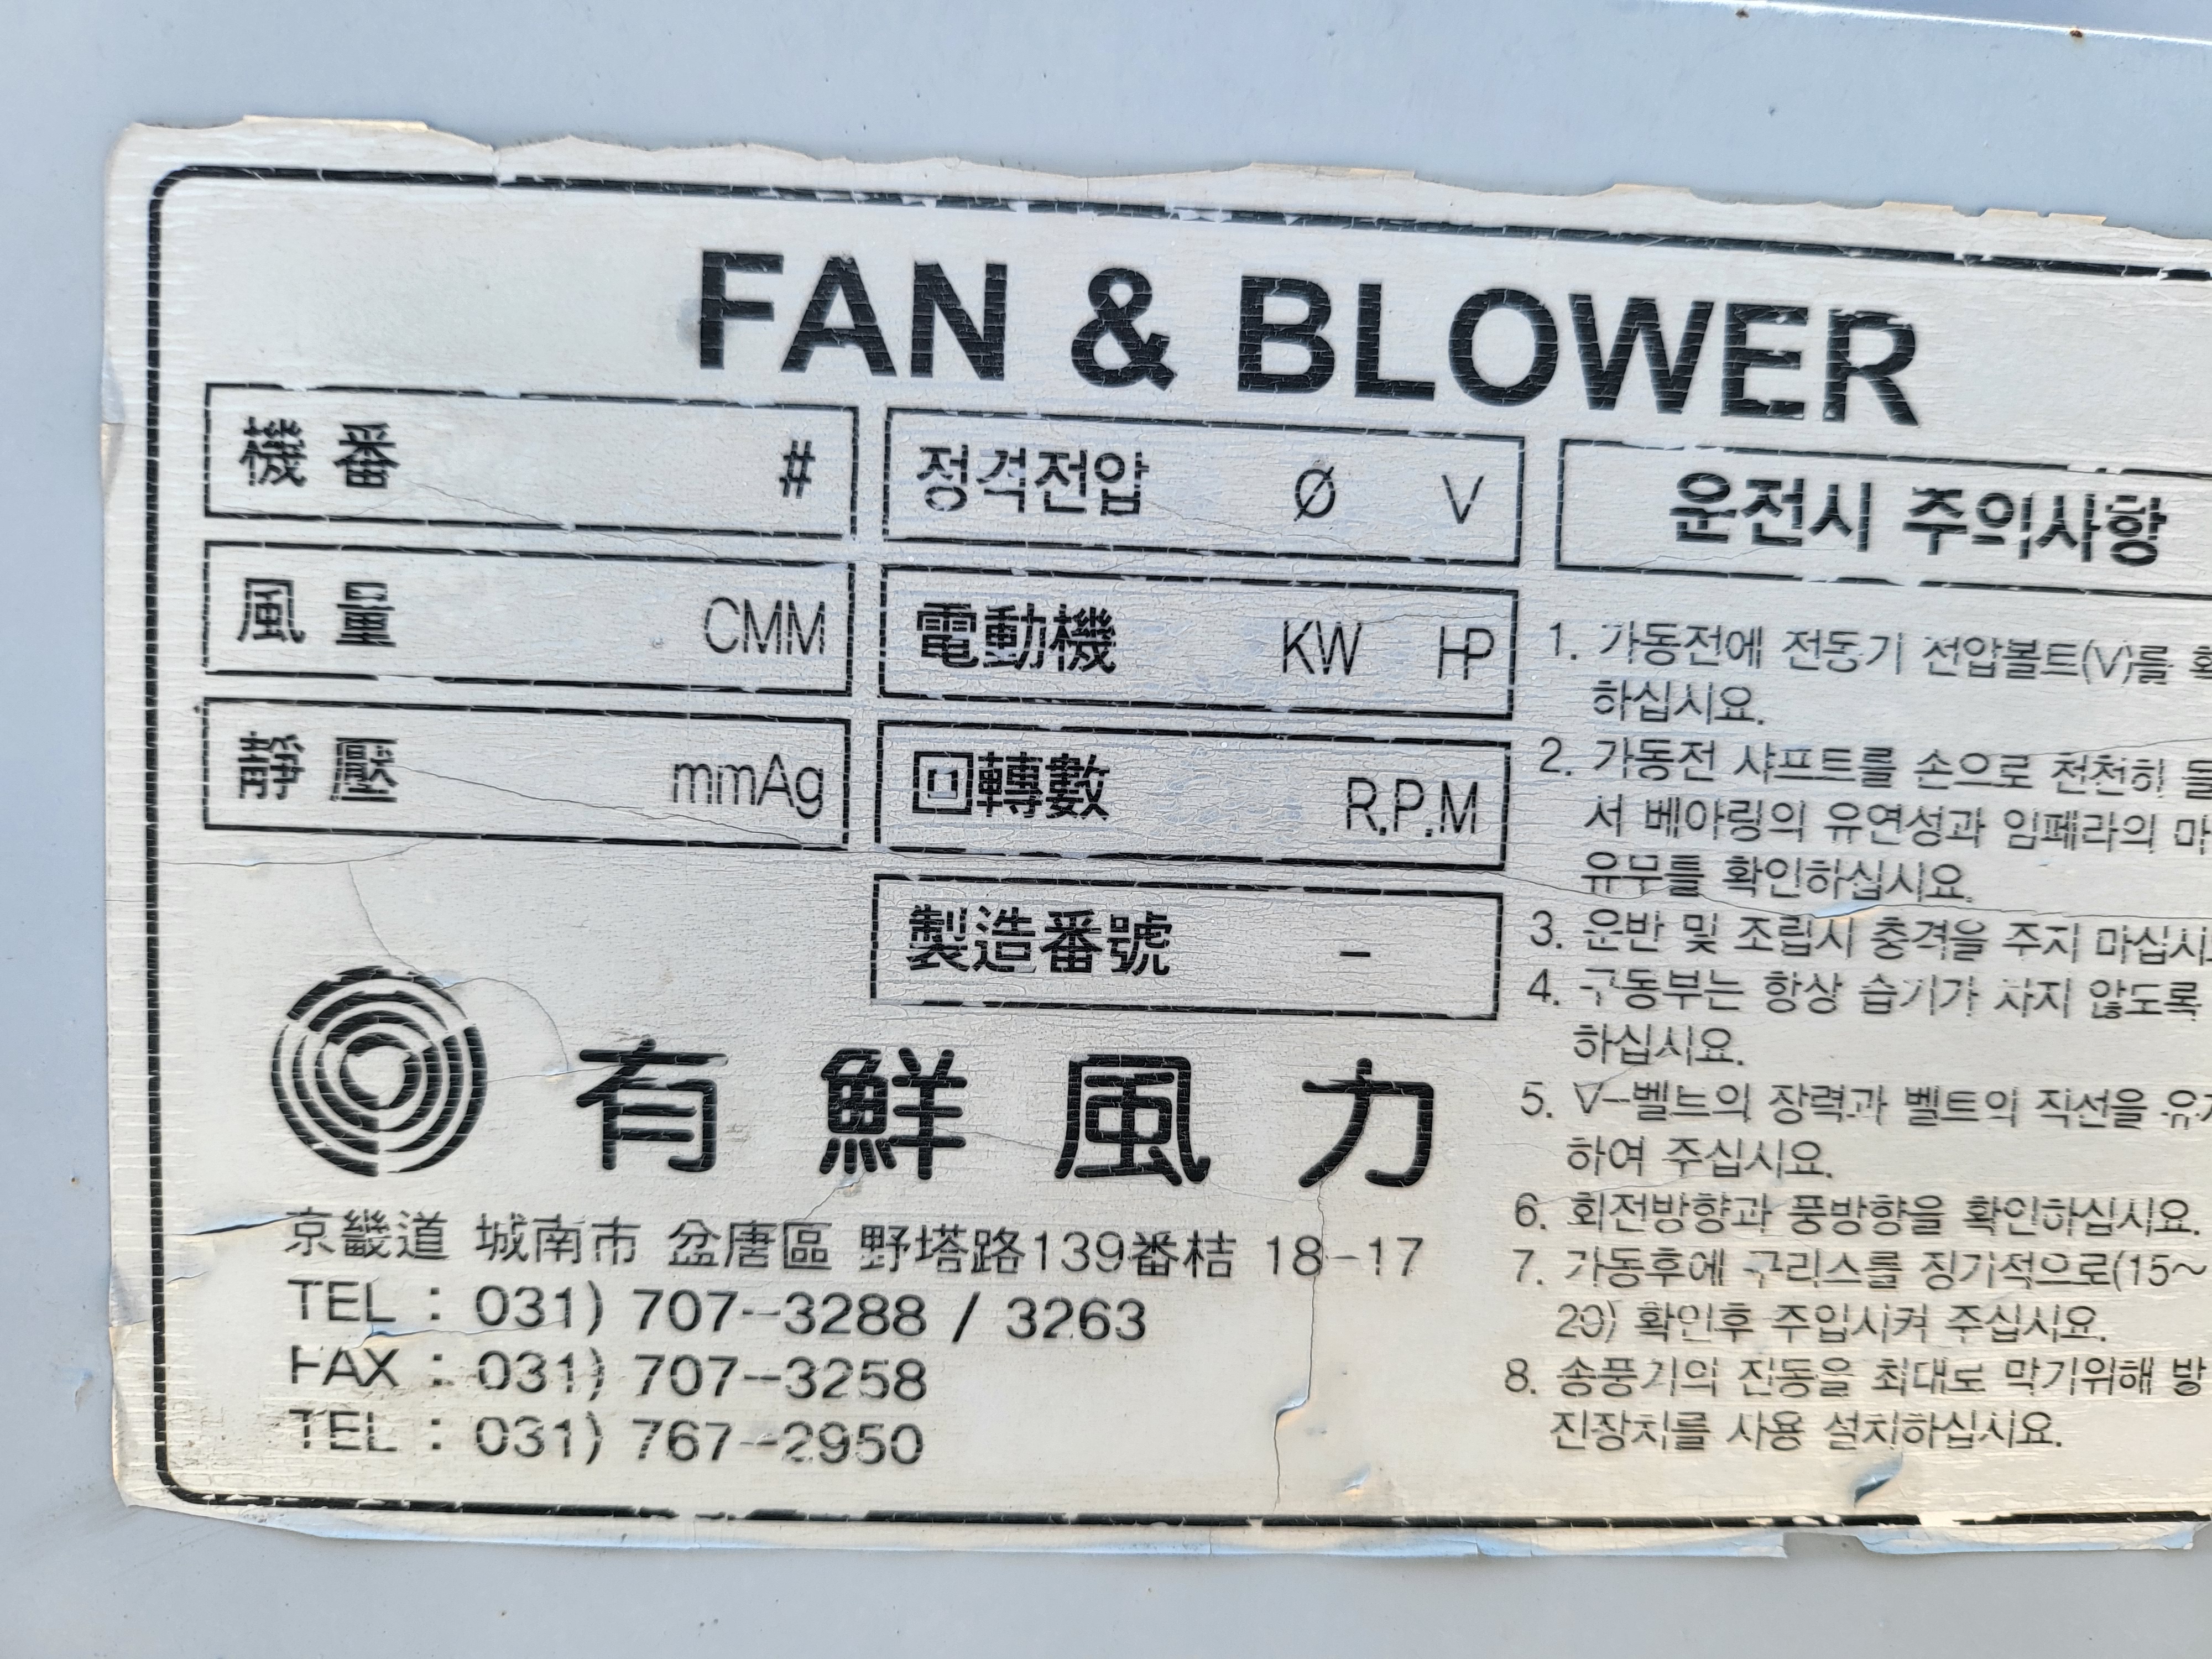 FAN & BLOWER
機番 #
風量 CMM
静壓 mmAg
정격전압 Ø V
電動機 KW HP
回轉數 R.P.M
製造番號 -
有鮮風力
京畿道 城南市 盆唐區 野塔路139番桔 18-17
TEL : 031) 707-3288 / 3263
FAX : 031) 707-3258
TEL : 031) 767-2950
운전시 주의사항
1. 가동전에 전동기 전압볼트(V)를
하십시요.
2. 가동전 샤프트를 손으로 천천히
서 베아링의 유연성과 임페라의
유무를 확인하십시요.
3. 운반 및 조립시 충격을 주지 마십시
4. 구동부는 항상 습기가 차지 않도록
하십시요.
5. V-벨트의 장력과 벨트의 직선을
하여 주십시요.
6. 회전방향과 풍방향을 확인하십시요.
7. 가동후에 구리스를 징기적으로(15~
20) 확인후 주입시켜 주십시요.
8. 송풍기의 진동을 최대로 막기위해 방
진장치를 사용 설치하십시요.